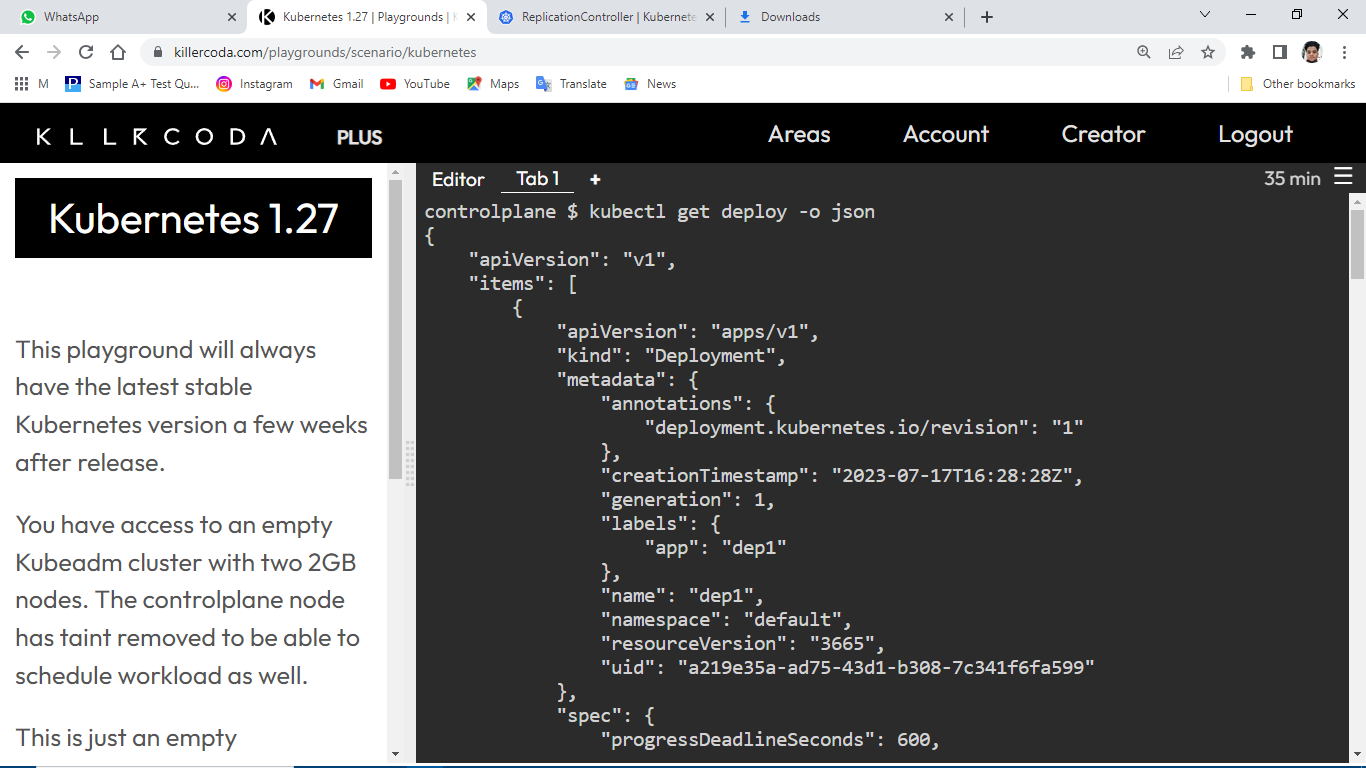 WhatsApp
Kubernetes 1.27 | Playgrounds | K
ReplicationController | Kubernete
Downloads
killercoda.com/playgrounds/scenario/kubernetes
M
Sample A+ Test Qu...
Instagram
Gmail
YouTube
Maps
Translate
News
Other bookmarks
KLLRCODA
PLUS
Areas
Account
Creator
Logout
Kubernetes 1.27
This playground will always
have the latest stable
Kubernetes version a few weeks
after release.
You have access to an empty
Kubeadm cluster with two 2GB
nodes. The controlplane node
has taint removed to be able to
schedule workload as well.
This is just an empty
Editor
Tab 1
+
35 min
controlplane $ kubectl get deploy -o json
{
    "apiVersion": "v1",
    "items": [
        {
            "apiVersion": "apps/v1",
            "kind": "Deployment",
            "metadata": {
                "annotations": {
                    "deployment.kubernetes.io/revision": "1"
                },
                "creationTimestamp": "2023-07-17T16:28:28Z",
                "generation": 1,
                "labels": {
                    "app": "dep1"
                },
                "name": "dep1",
                "namespace": "default",
                "resourceVersion": "3665",
                "uid": "a219e35a-ad75-43d1-b308-7c341f6fa599"
            },
            "spec": {
                "progressDeadlineSeconds": 600,